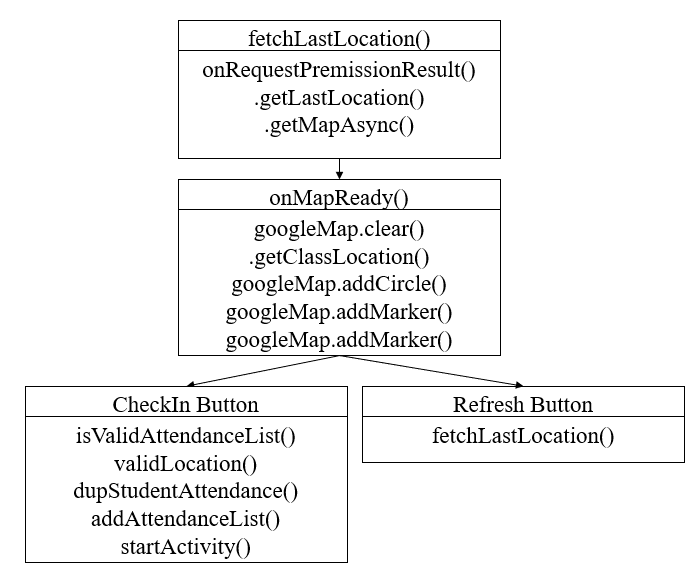 fetchLastLocation()
onRequestPremissionResult()
.getLastLocation()
.getMapAsync()
onMapReady()
googleMap.clear()
.getClassLocation()
googleMap.addCircle()
googleMap.addMarker()
googleMap.addMarker()
CheckIn Button
isValidAttendanceList()
validLocation()
dupStudentAttendance()
addAttendanceList()
startActivity()
Refresh Button
fetchLastLocation()